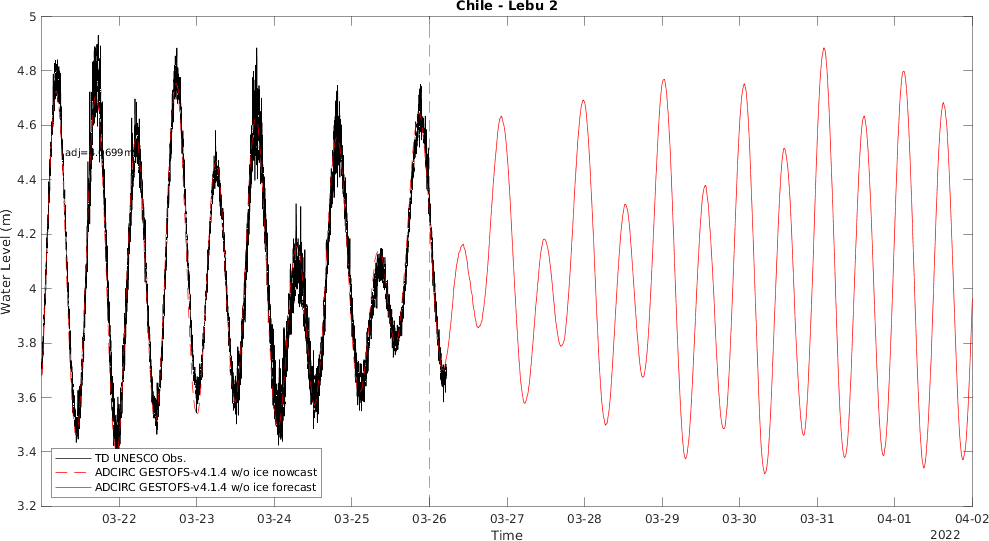 Chile - Lebu 2
5
4.8
4.6
4.4
4.2
4
3.8
3.6
3.4
3.2
Water Level (m)
TD UNESCO Obs.
ADCIRC GESTOFS-v4.1.4 w/o ice nowcast
ADCIRC GESTOFS-v4.1.4 w/o ice forecast
03-22 03-23 03-24 03-25 03-26 03-27 03-28 03-29 03-30 03-31 04-01 04-02
Time
2022